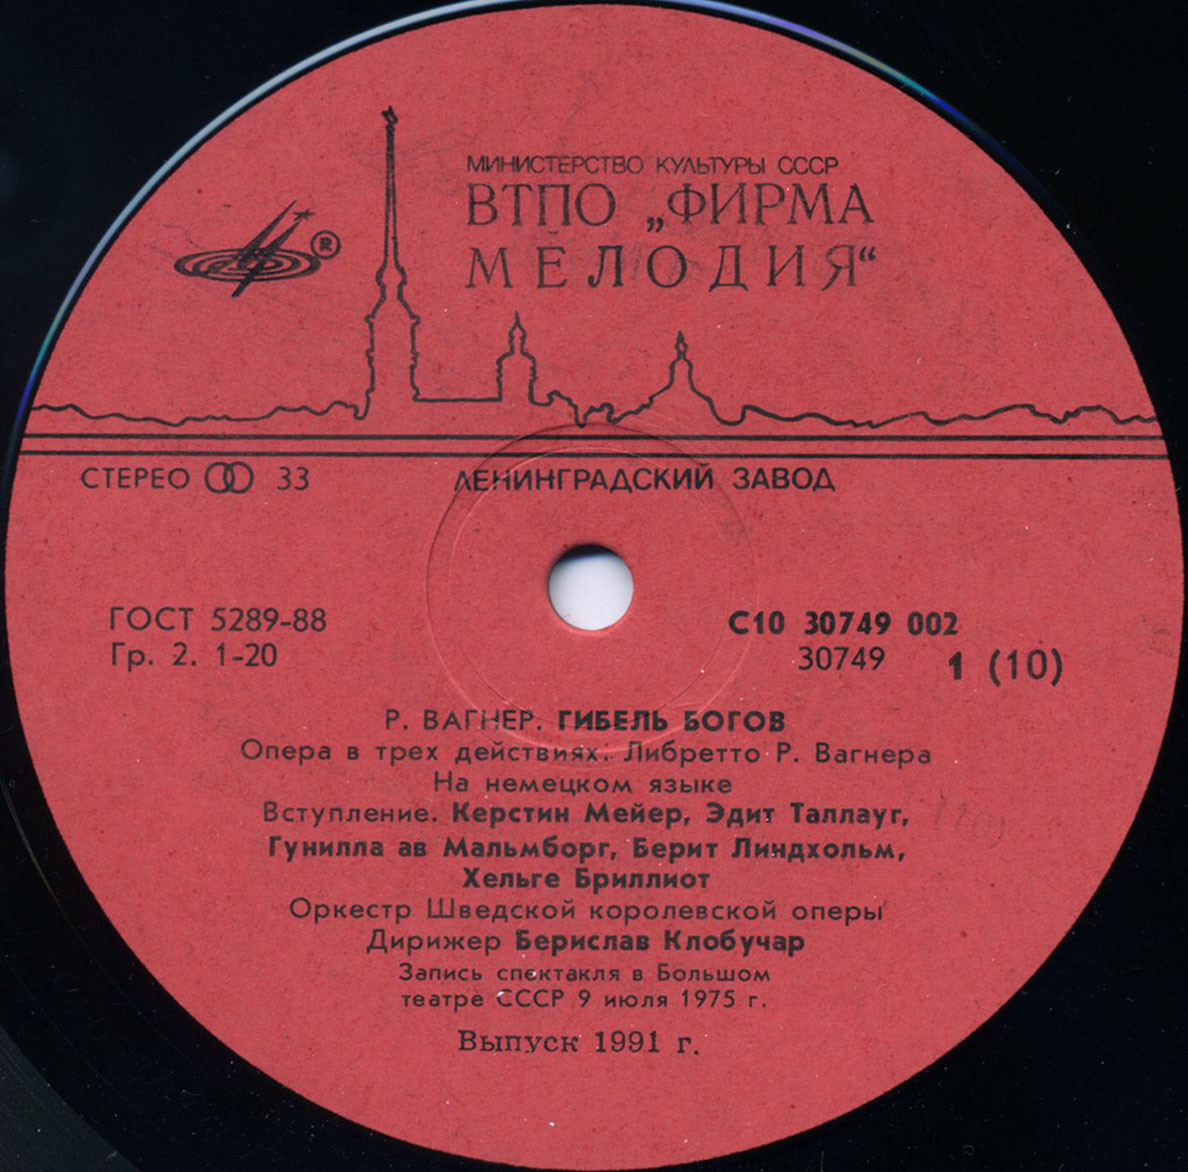 МИНИСТЕРСТВО КУЛЬТУРЫ СССР
ВТПО „ФИРМА
МЕЛОДИЯ“
®
СТЕРЕО 33
ЛЕНИНГРАДСКИЙ ЗАВОД
ГОСТ 5289-88
Гр. 2. 1-20
С10 30749 002
30749 1 (10)
Р. ВАГНЕР. ГИБЕЛЬ БОГОВ
Опера в трех действиях. Либретто Р. Вагнера
На немецком языке
Вступление. Керстин Мейер, Эдит Таллауг,
Гунилла ав Мальмборг, Берит Линдхольм,
Хельге Бриллиот
Оркестр Шведской королевской оперы
Дирижер Берислав Клобучар
Запись спектакля в Большом
театре СССР 9 июля 1975 г.
Выпуск 1991 г.